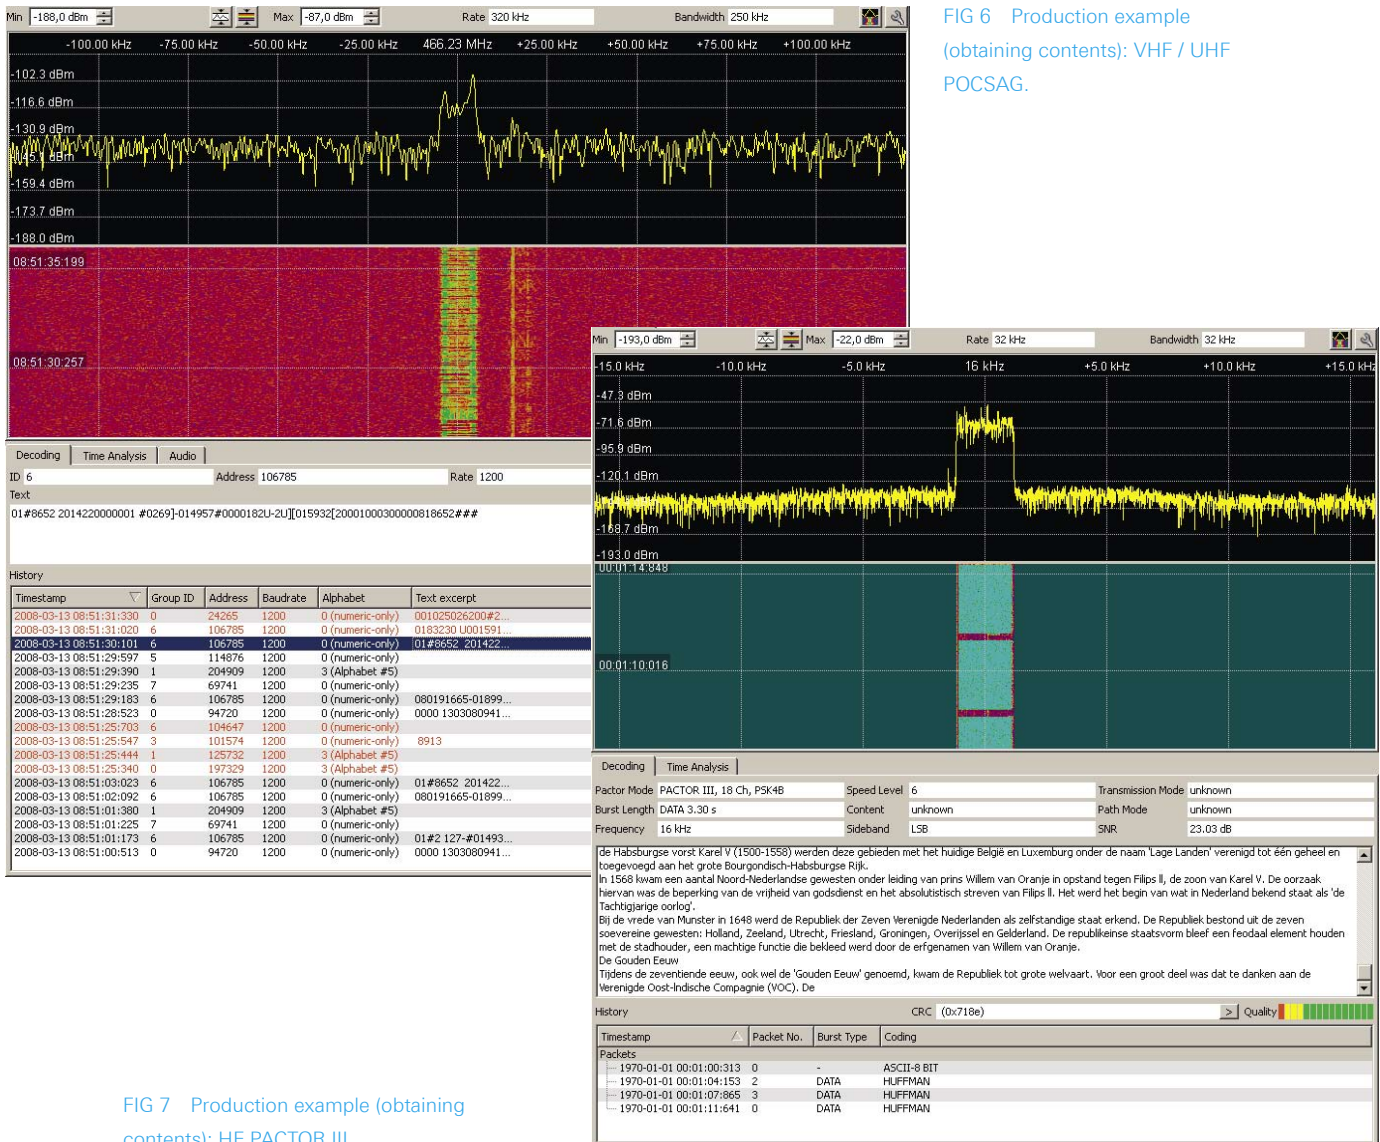 FIG 6 Production example
(obtaining contents): VHF / UHF
POCSAG.
Min -188,0 dBm Max -87,0 dBm Rate 320 kHz Bandwidth 250 kHz
-100.00 kHz -75.00 kHz -50.00 kHz -25.00 kHz 466.23 MHz +25.00 kHz +50.00 kHz +75.00 kHz +100.00 kHz
-102.3 dBm
-116.6 dBm
-130.9 dBm
-145.1 dBm
-159.4 dBm
-173.7 dBm
-188.0 dBm
08:51:35:199
08:51:30:257
Decoding Time Analysis Audio
ID 6 Address 106785 Rate 1200
Text
01#8652 2014220000001 #0269]-014957#0000182U-2U][015932[2000100030000818652###
History
Timestamp Group ID Address Baudrate Alphabet Text excerpt
2008-03-13 08:51:31:330 0 24265 1200 0 (numeric-only) 001025026200#2...
2008-03-13 08:51:31:020 6 106785 1200 0 (numeric-only) 0183230 U001591...
2008-03-13 08:51:30:101 6 106785 1200 0 (numeric-only) 01#8652 201422...
2008-03-13 08:51:29:597 5 114876 1200 0 (numeric-only)
2008-03-13 08:51:29:390 1 204909 1200 3 (Alphabet #5)
2008-03-13 08:51:29:235 7 69741 1200 0 (numeric-only)
2008-03-13 08:51:29:183 6 106785 1200 0 (numeric-only) 080191665-01899...
2008-03-13 08:51:28:523 0 94720 1200 0 (numeric-only) 0000 1303080941...
2008-03-13 08:51:25:703 6 104647 1200 0 (numeric-only)
2008-03-13 08:51:25:547 3 101574 1200 0 (numeric-only) 8913
2008-03-13 08:51:25:444 1 125732 1200 3 (Alphabet #5)
2008-03-13 08:51:25:340 0 197329 1200 3 (Alphabet #5)
2008-03-13 08:51:03:023 6 106785 1200 0 (numeric-only) 01#8652 201422...
2008-03-13 08:51:02:092 6 106785 1200 0 (numeric-only) 080191665-01899...
2008-03-13 08:51:01:380 1 204909 1200 3 (Alphabet #5)
2008-03-13 08:51:01:225 7 69741 1200 0 (numeric-only)
2008-03-13 08:51:01:173 6 106785 1200 0 (numeric-only) 01#2 127-#01493...
2008-03-13 08:51:00:513 0 94720 1200 0 (numeric-only) 0000 1303080941...
Min -193,0 dBm Max -22,0 dBm Rate 32 kHz Bandwidth 32 kHz
-15.0 kHz -10.0 kHz -5.0 kHz 16 kHz +5.0 kHz +10.0 kHz +15.0 kHz
-47.3 dBm
-71.6 dBm
-95.9 dBm
-120.1 dBm
-168.7 dBm
-193.0 dBm
00:01:14:848
00:01:10:016
Decoding Time Analysis
Pactor Mode PACTOR III, 18 Ch, PSK4B Speed Level 6 Transmission Mode unknown
Burst Length DATA 3.30 s Content unknown Path Mode unknown
Frequency 16 kHz Sideband LSB SNR 23.03 dB
de Habsburgse vorst Karel V (1500-1558) werden deze gebieden met het huidige België en Luxemburg onder de naam 'Lage Landen' verenigd tot één geheel en
toegevoegd aan het grote Bourgondisch-Habsburgse Rijk.
In 1568 kwam een aantal Noord-Nederlandse gewesten onder leiding van prins Willem van Oranje in opstand tegen Filips II, de zoon van Karel V. De oorzaak
hiervan was de beperking van de vrijheid van godsdienst en het absolutistisch streven van Filips II. Het werd het begin van wat in Nederland bekend staat als 'de
Tachtigjarige oorlog'.
Bij de vrede van Munster in 1648 werd de Republiek der Zeven Verenigde Nederlanden als zelfstandige staat erkend. De Republiek bestond uit de zeven
soevereine gewesten: Holland, Zeeland, Utrecht, Friesland, Groningen, Overijssel en Gelderland. De republikeinse staatsvorm bleef een feodaal element houden
met de stadhouder, een machtige functie die bekleed werd door de erfgenamen van Willem van Oranje.
De Gouden Eeuw
Tijdens de zeventiende eeuw, ook wel de 'Gouden Eeuw' genoemd, kwam de Republiek tot grote welvaart. Voor een groot deel was dat te danken aan de
Verenigde Oost-Indische Compagnie (VOC). De
History CRC (0x718e) > Quality
Timestamp Packet No. Burst Type Coding
Packets
1970-01-01 00:01:00:313 0 - ASCII-8 BIT
1970-01-01 00:01:04:153 2 DATA HUFFMAN
1970-01-01 00:01:07:865 3 DATA HUFFMAN
1970-01-01 00:01:11:641 0 DATA HUFFMAN
FIG 7 Production example (obtaining
contents): HF PACTOR III